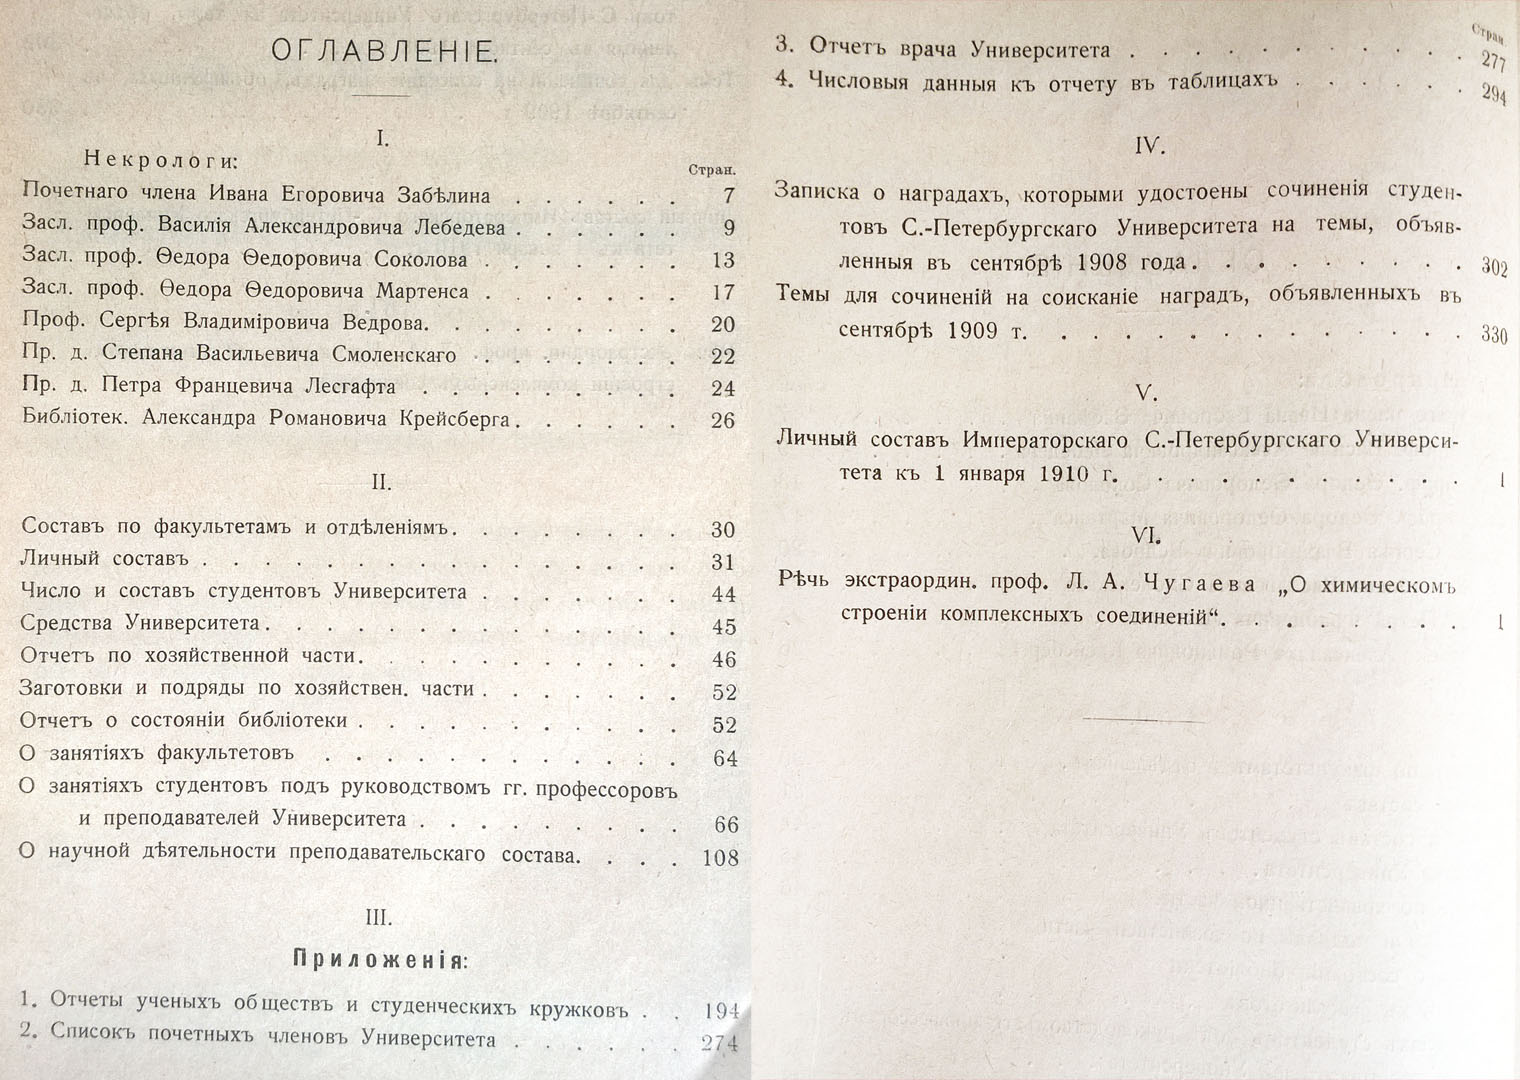 ОГЛАВЛЕНІЕ.
I.
Некрологи:
Стран.
Почетнаго члена Ивана Егоровича Забѣлина . . . . . . 7
Засл. проф. Василія Александровича Лебедева . . . . . . 9
Засл. проф. Ѳедора Ѳедоровича Соколова . . . . . . . 13
Засл. проф. Ѳедора Ѳедоровича Мартенса . . . . . . . 17
Проф. Сергѣя Владиміровича Ведрова. . . . . . . . . 20
Пр. д. Степана Васильевича Смоленскаго . . . . . . . 22
Пр. д. Петра Францевича Лесгафта . . . . . . . . . 24
Библіотек. Александра Романовича Крейсберга . . . . . . 26
II.
Составъ по факультетамъ и отдѣленіямъ. . . . . . . . 30
Личный составъ . . . . . . . . . . . . . . . . 31
Число и составъ студентовъ Университета . . . . . . . 44
Средства Университета . . . . . . . . . . . . . . 45
Отчетъ по хозяйственной части. . . . . . . . . . . 46
Заготовки и подряды по хозяйствен. части . . . . . . . 52
Отчетъ о состояніи библіотеки . . . . . . . . . . . 52
О занятіяхъ факультетовъ . . . . . . . . . . . . 64
О занятіяхъ студентовъ подъ руководствомъ гг. профессоровъ
и преподавателей Университета . . . . . . . . . 66
О научной дѣятельности преподавательскаго состава. . . . 108
III.
Приложенія:
1. Отчеты ученыхъ обществъ и студенческихъ кружковъ . . 194
2. Списокъ почетныхъ членовъ Университета . . . . . . 274
Стран.
3. Отчетъ врача Университета . . . . . . . . . . . 277
4. Числовыя данныя къ отчету въ таблицахъ . . . . . . 294
IV.
Записка о наградахъ, которыми удостоены сочиненія студен-
товъ С.-Петербургскаго Университета на темы, объяв-
ленныя въ сентябрѣ 1908 года . . . . . . . . . 302
Темы для сочиненій на соисканіе наградъ, объявленныхъ въ
сентябрѣ 1909 г. . . . . . . . . . . . . . . 330
V.
Личный составъ Императорскаго С.-Петербургскаго Универси-
тета къ 1 января 1910 г. . . . . . . . . . . . 1
VI.
Рѣчь экстраордин. проф. Л. А. Чугаева „О химическомъ
строеніи комплексныхъ соединеній“. . . . . . . . . 1